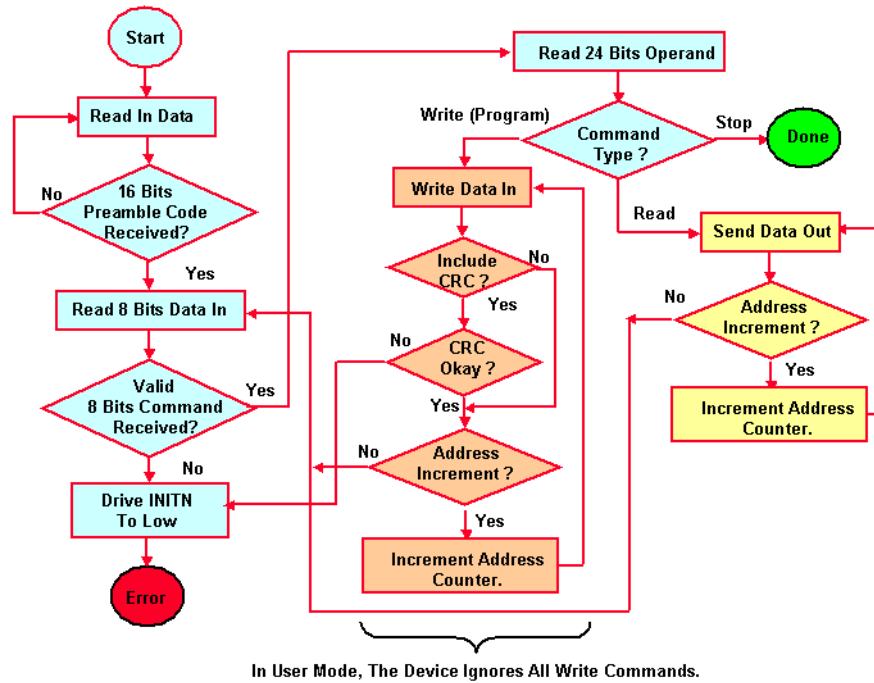 Start
Read In Data
No
16 Bits
Preamble Code
Received?
Yes
Read 8 Bits Data In
Valid
8 Bits Command
Received?
Yes
No
Drive INITN
To Low
Error
Read 24 Bits Operand
Write (Program)
Command
Type ?
Stop
Done
Read
Write Data In
Include
CRC ?
No
Yes
CRC
Okay ?
No
Yes
Address
Increment ?
No
Yes
Increment Address
Counter.
Send Data Out
Address
Increment ?
No
Yes
Increment Address
Counter.
In User Mode, The Device Ignores All Write Commands.